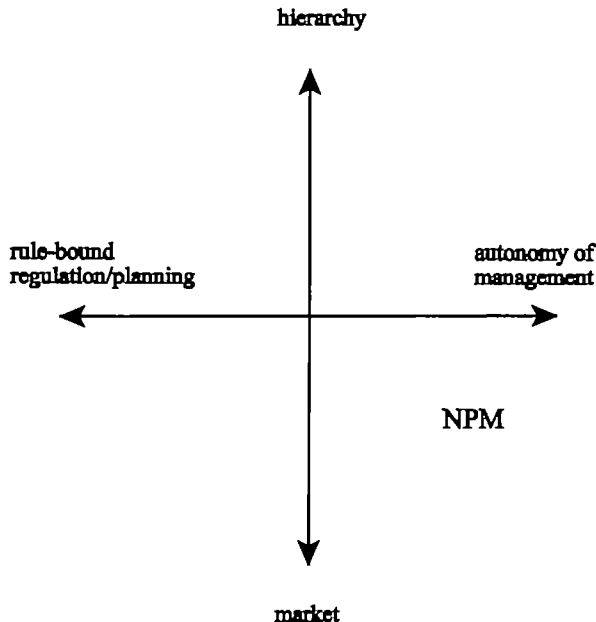 hierarchy
rule-bound
regulation/planning
autonomy of
management
NPM
market